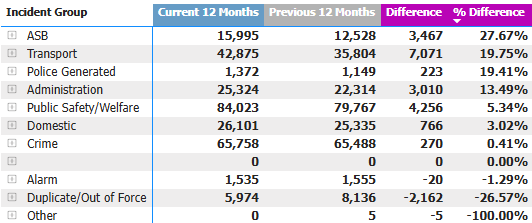 Incident Group Current 12 Months Previous 12 Months Difference % Difference
ASB 15,995 12,528 3,467 27.67%
Transport 42,875 35,804 7,071 19.75%
Police Generated 1,372 1,149 223 19.41%
Administration 25,324 22,314 3,010 13.49%
Public Safety/Welfare 84,023 79,767 4,256 5.34%
Domestic 26,101 25,335 766 3.02%
Crime 65,758 65,488 270 0.41%
0 0 0 0.00%
Alarm 1,535 1,555 -20 -1.29%
Duplicate/Out of Force 5,974 8,136 -2,162 -26.57%
Other 0 5 -5 -100.00%